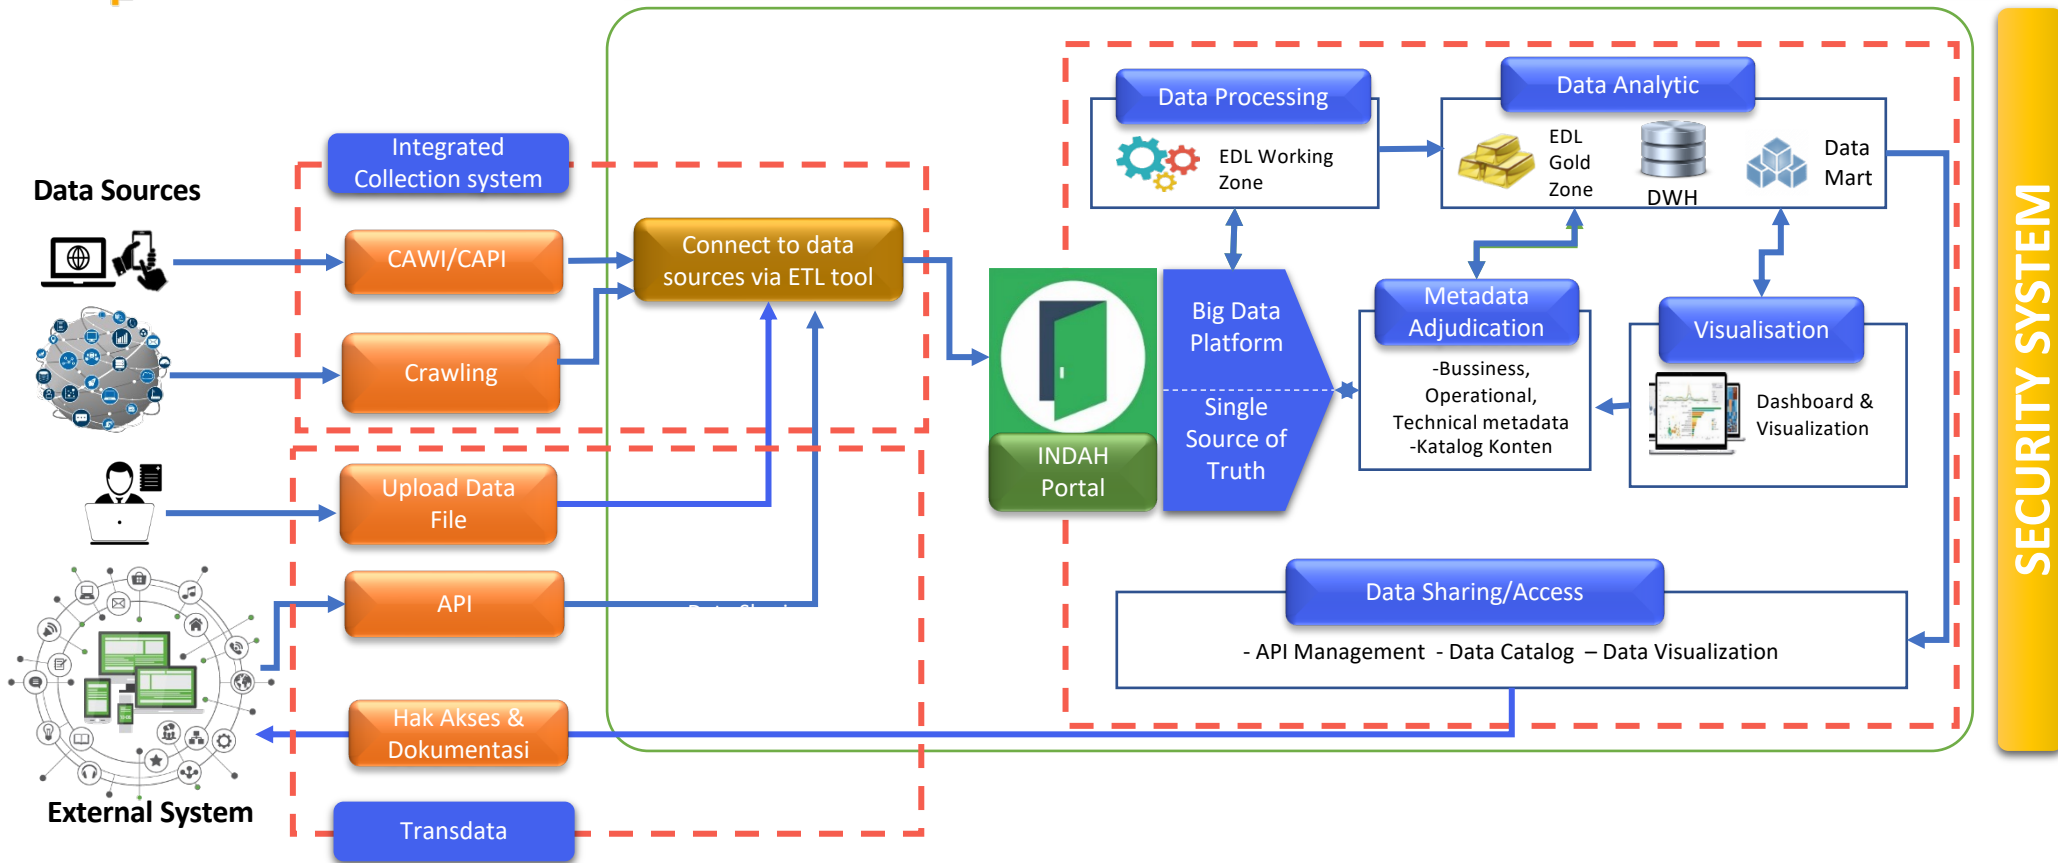 Data Sources
Integrated
Collection system
CAWI/CAPI
Crawling
Connect to data
sources via ETL tool
Upload Data
File
API
Hak Akses &
Dokumentasi
Transdata
External System
INDAH
Portal
Big Data
Platform
Single
Source of
Truth
Data Processing
EDL Working
Zone
Data Analytic
EDL
Gold
Zone
DWH
Data
Mart
Metadata
Adjudication
-Bussiness,
Operational,
Technical metadata
-Katalog Konten
Visualisation
Dashboard &
Visualization
Data Sharing/Access
- API Management - Data Catalog – Data Visualization
SECURITY SYSTEM